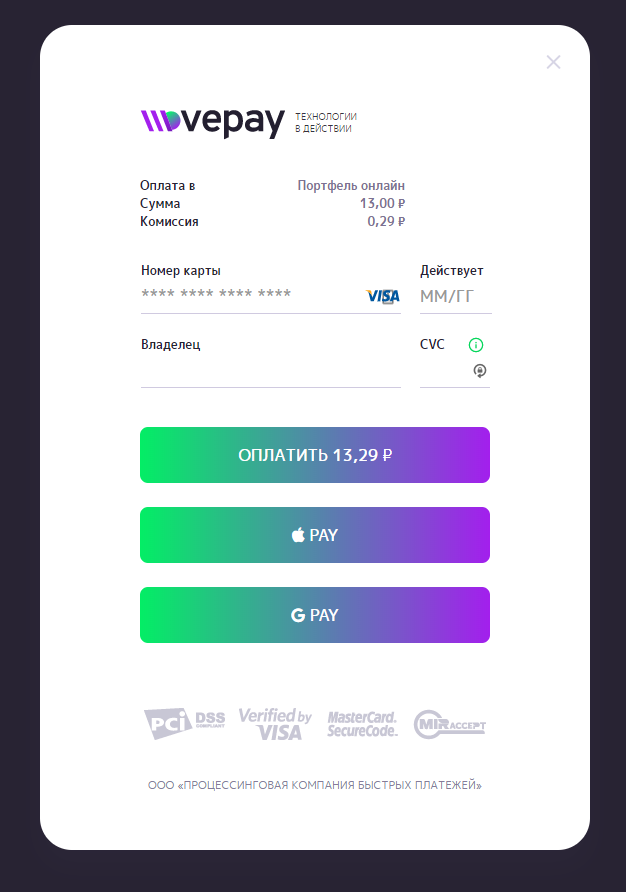 vepay ТЕХНОЛОГИИ
В ДЕЙСТВИИ
Оплата в Портфель онлайн
Сумма 13,00 ₽
Комиссия 0,29 ₽
Номер карты Действует
**** **** **** **** VISA ММ/ГГ
Владелец CVC
ОПЛАТИТЬ 13,29 ₽
PAY
G PAY
PCI DSS COMPLIANT
Verified by VISA
MasterCard. SecureCode.
MIR ACCEPT
ООО «ПРОЦЕССИНГОВАЯ КОМПАНИЯ БЫСТРЫХ ПЛАТЕЖЕЙ»